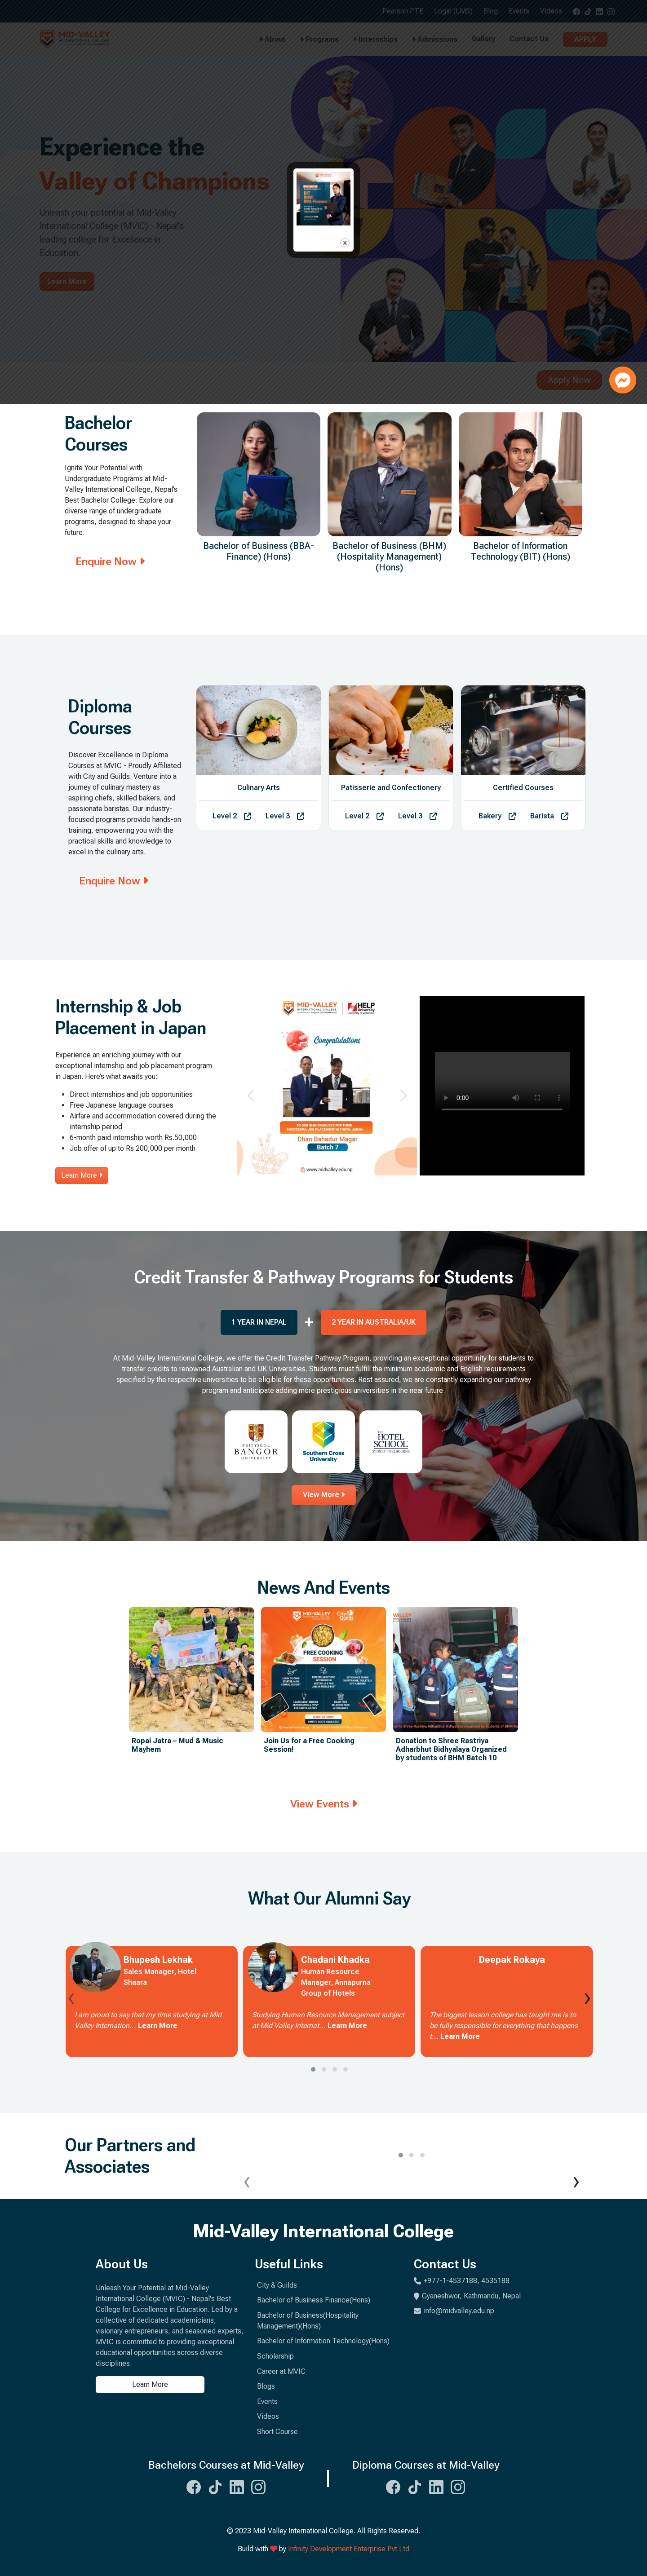 Pearson PTE Login (LMS) Blog Events Videos
MID-VALLEY
About Programs Internships Admissions Gallery Contact Us APPLY
Experience the
Valley of Champions
Unleash your potential at Mid-Valley
International College (MVIC) - Nepal's
leading college for Excellence in
Education.
Learn More
Apply Now
Bachelor
Courses
Ignite Your Potential with
Undergraduate Programs at Mid-
Valley International College, Nepal's
Best Bachelor College. Explore our
diverse range of undergraduate
programs, designed to shape your
future.
Enquire Now
Bachelor of Business (BBA-
Finance) (Hons)
Bachelor of Business (BHM)
(Hospitality Management)
(Hons)
Bachelor of Information
Technology (BIT) (Hons)
Diploma
Courses
Discover Excellence in Diploma
Courses at MVIC - Proudly Affiliated
with City and Guilds. Venture into a
journey of culinary mastery as
aspiring chefs, skilled bakers, and
passionate baristas. Our industry-
focused programs provide hands-on
training, empowering you with the
practical skills and knowledge to
excel in the culinary arts.
Enquire Now
Culinary Arts
Level 2 Level 3
Patisserie and Confectionery
Level 2 Level 3
Certified Courses
Bakery Barista
Internship & Job
Placement in Japan
Experience an enriching journey with our
exceptional internship and job placement program
in Japan. Here's what awaits you:
Direct internships and job opportunities
Free Japanese language courses
Airfare and accommodation covered during the
internship period
6-month paid internship worth Rs.50,000
Job offer of up to Rs.200,000 per month
Learn More
MID-VALLEY
INTERNATIONAL COLLEGE
HELP
University
Congratulations
Dhan Bahadur Magar
Batch 7
www.midvalley.edu.np
0:00
Credit Transfer & Pathway Programs for Students
1 YEAR IN NEPAL + 2 YEAR IN AUSTRALIA/UK
At Mid-Valley International College, we offer the Credit Transfer Pathway Program, providing an exceptional opportunity for students to
transfer credits to renowned Australian and UK Universities. Students must fulfill the minimum academic and English requirements
specified by the respective universities to be eligible for these opportunities. Rest assured, we are constantly expanding our pathway
program and anticipate adding more prestigious universities in the near future.
PRIFYSGOL
BANGOR
UNIVERSITY
Southern Cross
University
THE
HOTEL
SCHOOL
SYDNEY · MELBOURNE
View More
News And Events
MID-VALLEY
City& Guilds
FREE COOKING
SESSION
Ropai Jatra – Mud & Music
Mayhem
Join Us for a Free Cooking
Session!
Donation to Shree Rastriya
Adharbhut Bidhyalaya Organized
by students of BHM Batch 10
View Events
What Our Alumni Say
Bhupesh Lekhak
Sales Manager, Hotel
Shaara
I am proud to say that my time studying at Mid
Valley Internation... Learn More
Chadani Khadka
Human Resource
Manager, Annapurna
Group of Hotels
Studying Human Resource Management subject
at Mid Valley Internat... Learn More
Deepak Rokaya
The biggest lesson college has taught me is to
be fully responsible for everything that happens
t... Learn More
Our Partners and
Associates
Mid-Valley International College
About Us
Unleash Your Potential at Mid-Valley
International College (MVIC) - Nepal's Best
College for Excellence in Education. Led by a
collective of dedicated academicians,
visionary entrepreneurs, and seasoned experts,
MVIC is committed to providing exceptional
educational opportunities across diverse
disciplines.
Learn More
Useful Links
City & Guilds
Bachelor of Business Finance(Hons)
Bachelor of Business(Hospitality
Management)(Hons)
Bachelor of Information Technology(Hons)
Scholarship
Career at MVIC
Blogs
Events
Videos
Short Course
Contact Us
+977-1-4537188, 4535188
Gyaneshwor, Kathmandu, Nepal
info@midvalley.edu.np
Bachelors Courses at Mid-Valley
Diploma Courses at Mid-Valley
© 2023 Mid-Valley International College. All Rights Reserved.
Build with by Infinity Development Enterprise Pvt Ltd